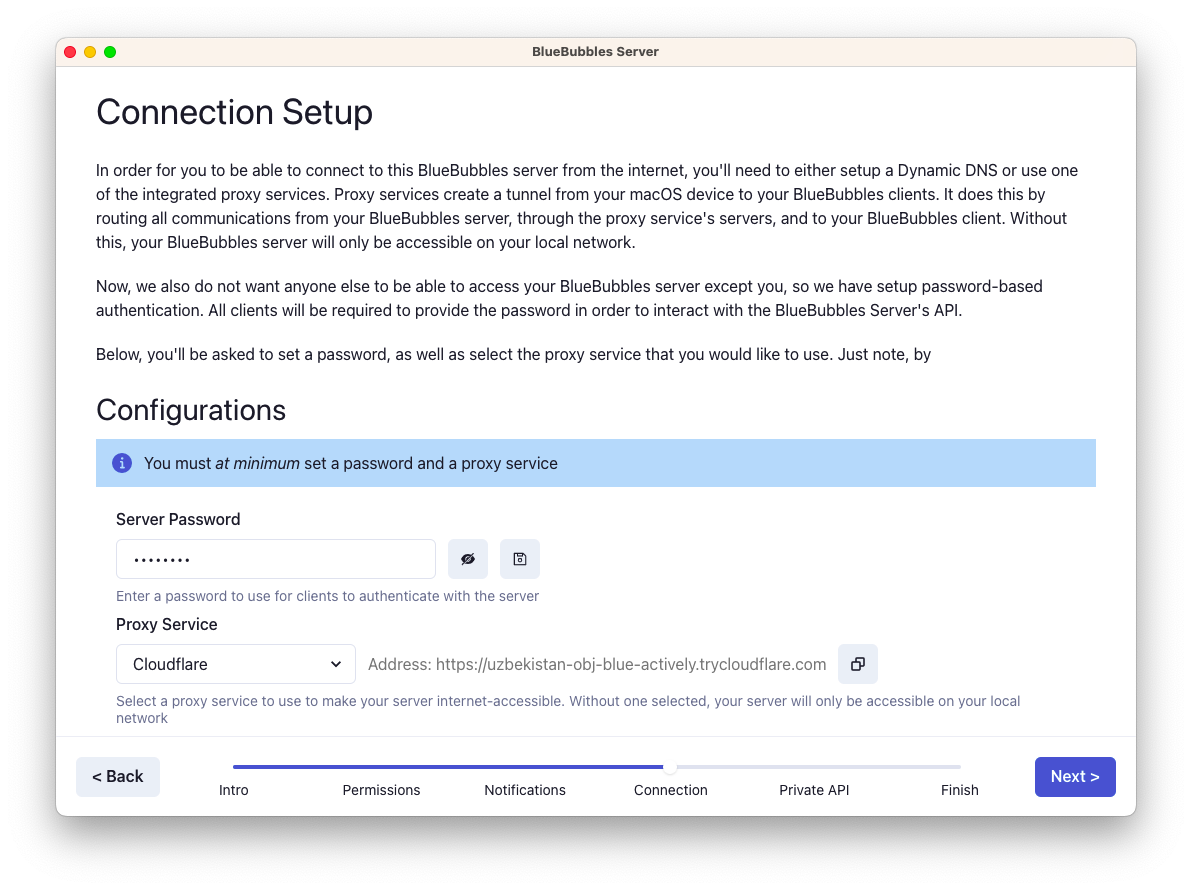 BlueBubbles Server
Connection Setup
In order for you to be able to connect to this BlueBubbles server from the internet, you'll need to either setup a Dynamic DNS or use one
of the integrated proxy services. Proxy services create a tunnel from your macOS device to your BlueBubbles clients. It does this by
routing all communications from your BlueBubbles server, through the proxy service's servers, and to your BlueBubbles client. Without
this, your BlueBubbles server will only be accessible on your local network.
Now, we also do not want anyone else to be able to access your BlueBubbles server except you, so we have setup password-based
authentication. All clients will be required to provide the password in order to interact with the BlueBubbles Server's API.
Below, you'll be asked to set a password, as well as select the proxy service that you would like to use. Just note, by
Configurations
You must at minimum set a password and a proxy service
Server Password
••••••••
Enter a password to use for clients to authenticate with the server
Proxy Service
Cloudflare Address: https://uzbekistan-obj-blue-actively.trycloudflare.com
Select a proxy service to use to make your server internet-accessible. Without one selected, your server will only be accessible on your local
network
< Back
Intro Permissions Notifications Connection Private API Finish
Next >